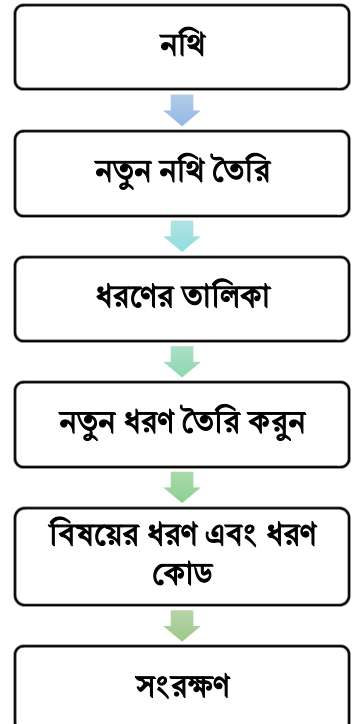 নথি
নতুন নথি তৈরি
ধরণের তালিকা
নতুন ধরণ তৈরি করুন
বিষয়ের ধরণ এবং ধরণ
কোড
সংরক্ষণ